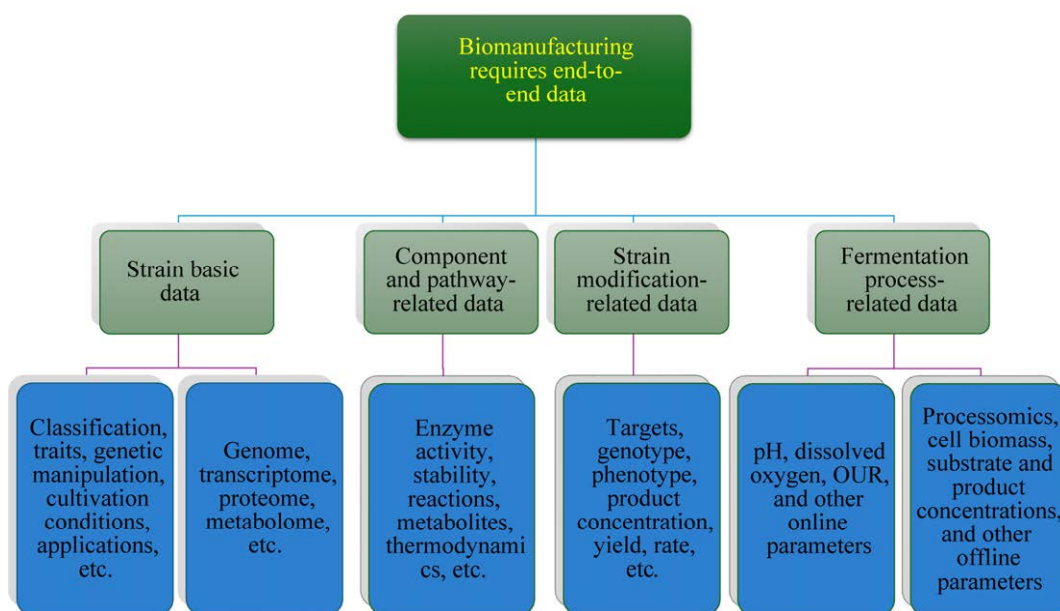 Biomanufacturing
requires end-to-
end data
Strain basic
data
Component
and pathway-
related data
Strain
modification-
related data
Fermentation
process-
related data
Classification,
traits, genetic
manipulation,
cultivation
conditions,
applications,
etc.
Genome,
transcriptome,
proteome,
metabolome,
etc.
Enzyme
activity,
stability,
reactions,
metabolites,
thermodynami
cs, etc.
Targets,
genotype,
phenotype,
product
concentration,
yield, rate,
etc.
pH, dissolved
oxygen, OUR,
and other
online
parameters
Processomics,
cell biomass,
substrate and
product
concentrations,
and other
offline
parameters